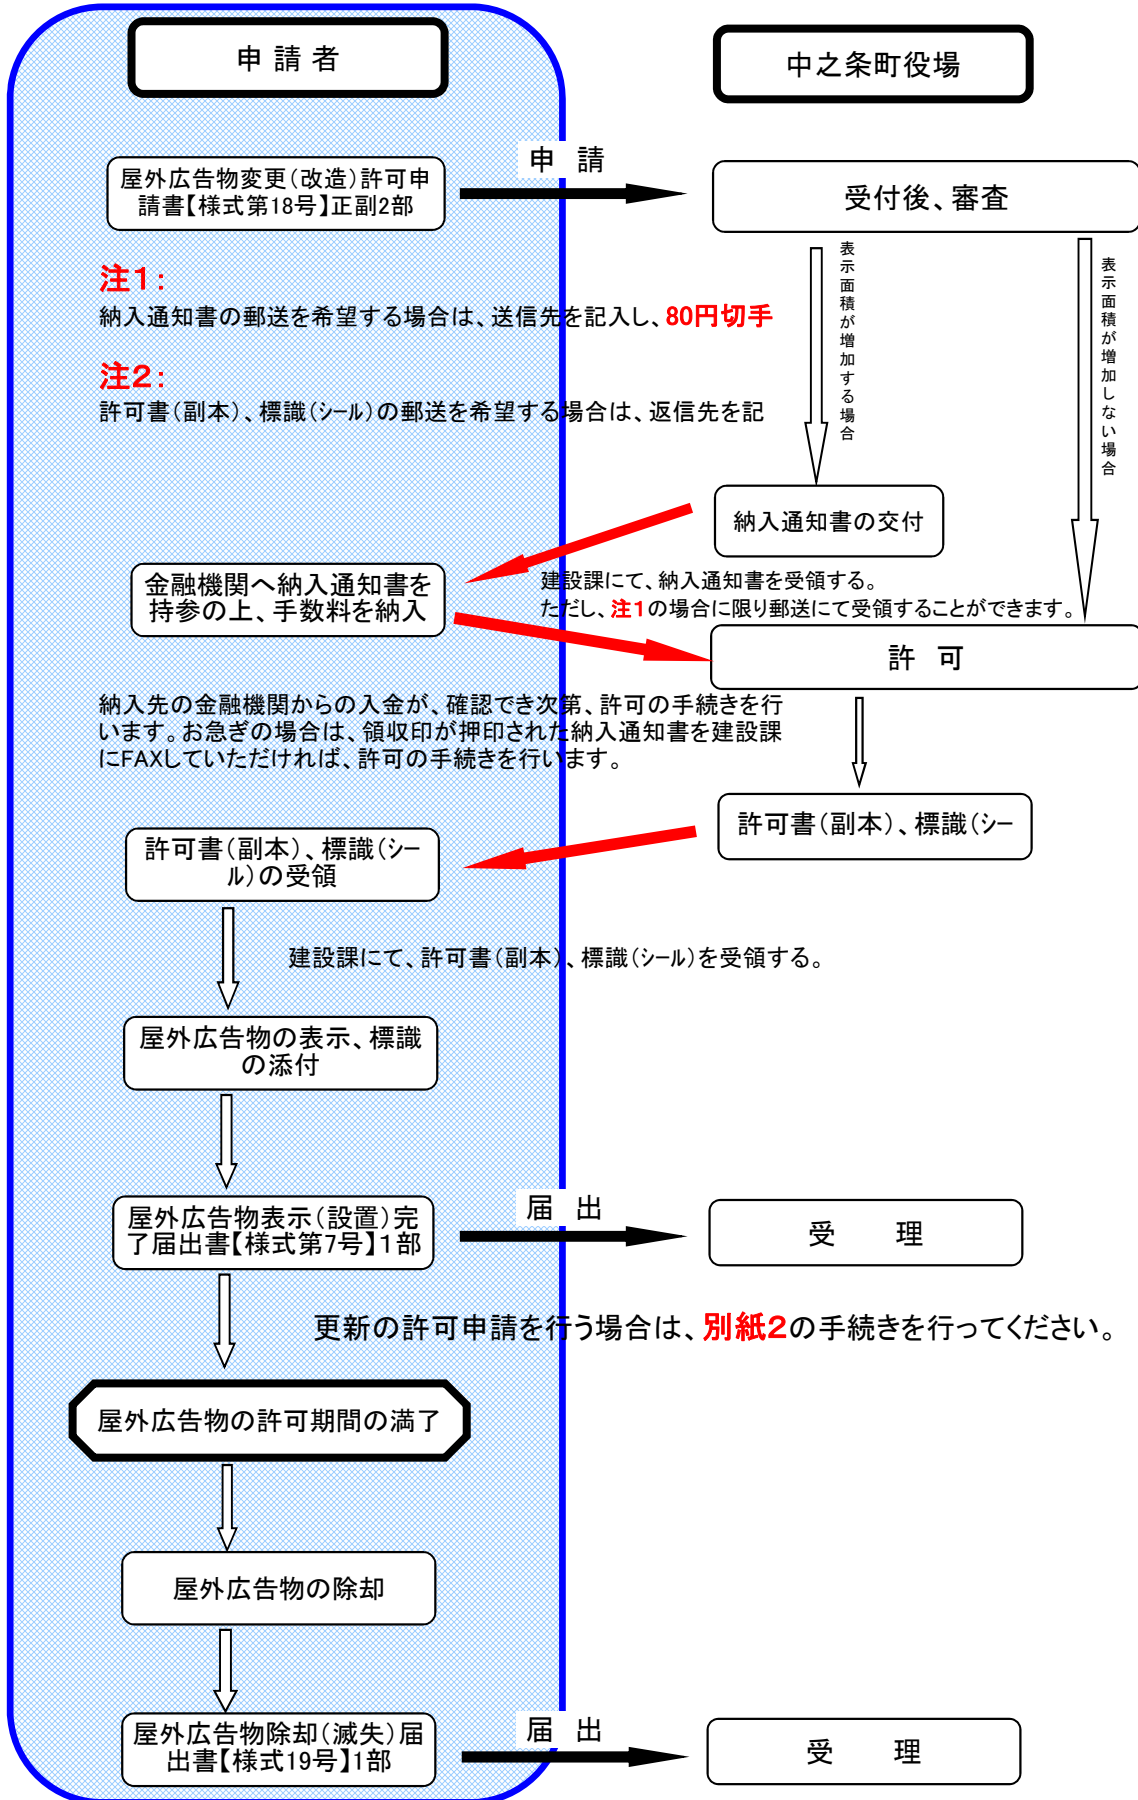 申 請 者
中之条町役場
申 請
屋外広告物変更(改造)許可申
請書【様式第18号】正副2部
受付後、審査
表示面積が増加する場合
表示面積が増加しない場合
注1:
納入通知書の郵送を希望する場合は、送信先を記入し、80円切手
注2:
許可書(副本)、標識(シール)の郵送を希望する場合は、返信先を記
納入通知書の交付
金融機関へ納入通知書を
持参の上、手数料を納入
建設課にて、納入通知書を受領する。
ただし、注1の場合に限り郵送にて受領することができます。
許 可
納入先の金融機関からの入金が、確認でき次第、許可の手続きを行
います。お急ぎの場合は、領収印が押印された納入通知書を建設課
にFAXしていただければ、許可の手続きを行います。
許可書(副本)、標識(シー
許可書(副本)、標識(シー
ル)の受領
建設課にて、許可書(副本)、標識(シール)を受領する。
屋外広告物の表示、標識
の添付
届 出
屋外広告物表示(設置)完
了届出書【様式第7号】1部
受 理
更新の許可申請を行う場合は、別紙2の手続きを行ってください。
屋外広告物の許可期間の満了
屋外広告物の除却
届 出
屋外広告物除却(滅失)届
出書【様式19号】1部
受 理